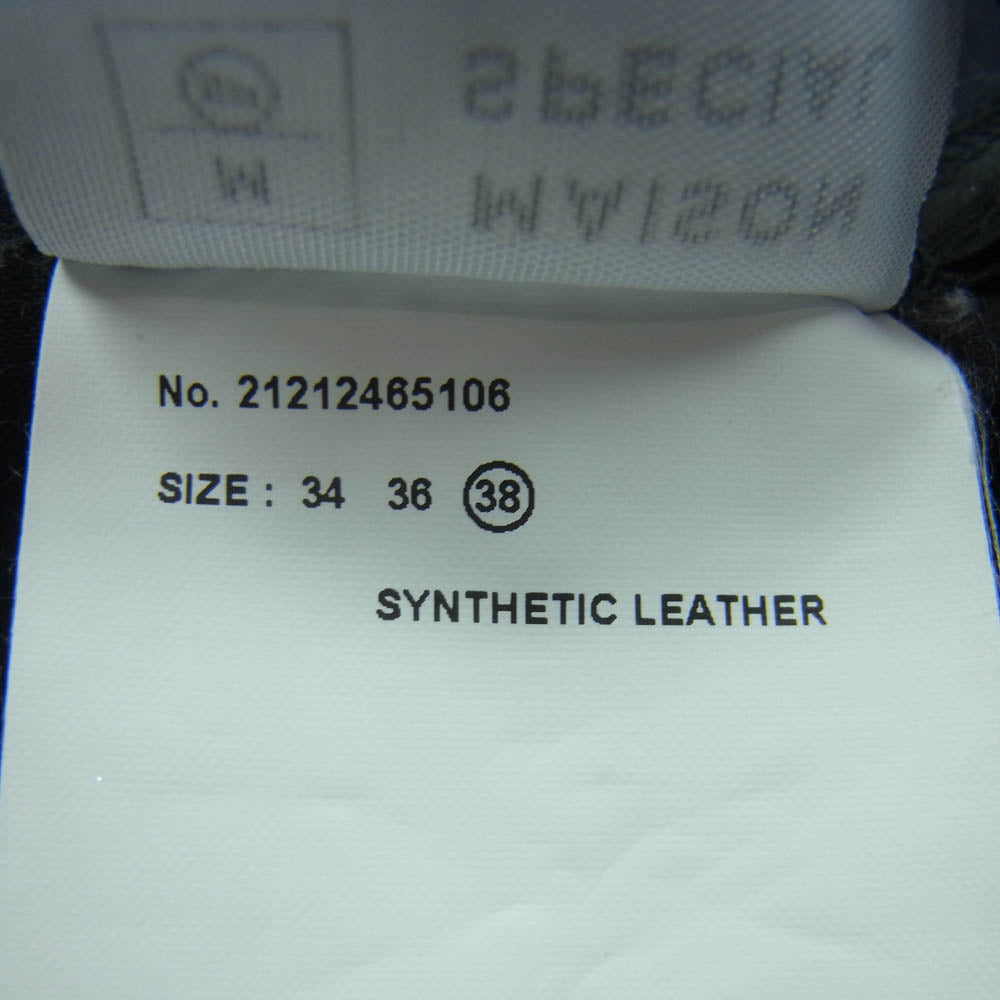 SPECIAL
MAISON
M
No. 21212465106
SIZE : 34 36 38
SYNTHETIC LEATHER